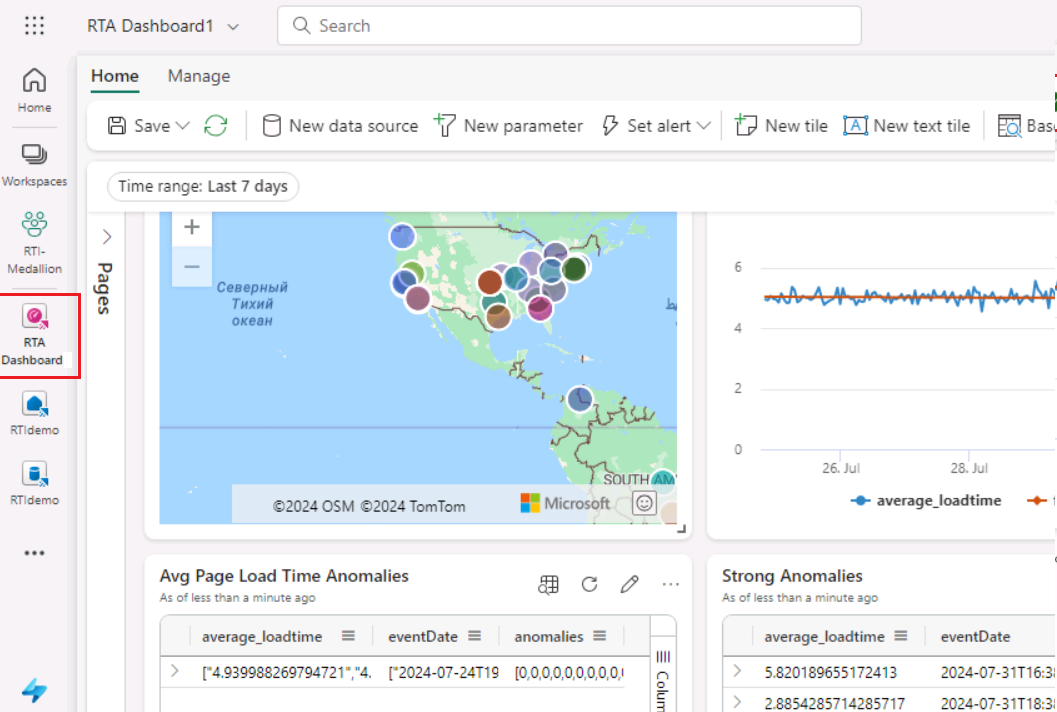 RTA Dashboard1
Search
Home
Manage
Home
Workspaces
RTI-
Medallion
RTA
Dashboard
RTIdemo
RTIdemo
Save
New data source
New parameter
Set alert
New tile
New text tile
Time range: Last 7 days
Pages
Северный
Тихий
океан
SOUTH AM
©2024 OSM ©2024 TomTom
Microsoft
6
4
2
0
26. Jul
28. Jul
average_loadtime
Avg Page Load Time Anomalies
As of less than a minute ago
average_loadtime
eventDate
anomalies
["4.939988269794721","4.
["2024-07-24T19
[0,0,0,0,0,0,0,0,
Colum
Strong Anomalies
As of less than a minute ago
average_loadtime
eventDate
5.820189655172413
2024-07-31T16:3
2.8854285714285717
2024-07-31T18:3